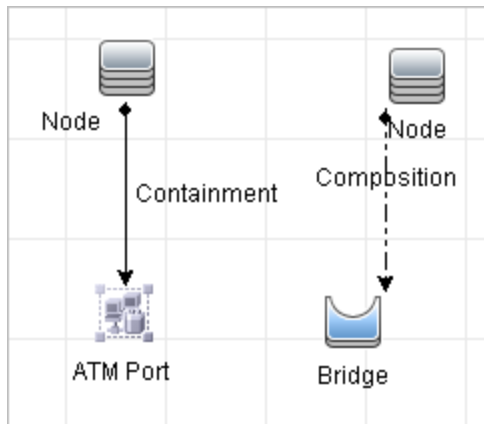 Node
Node
Containment
Composition
ATM Port
Bridge